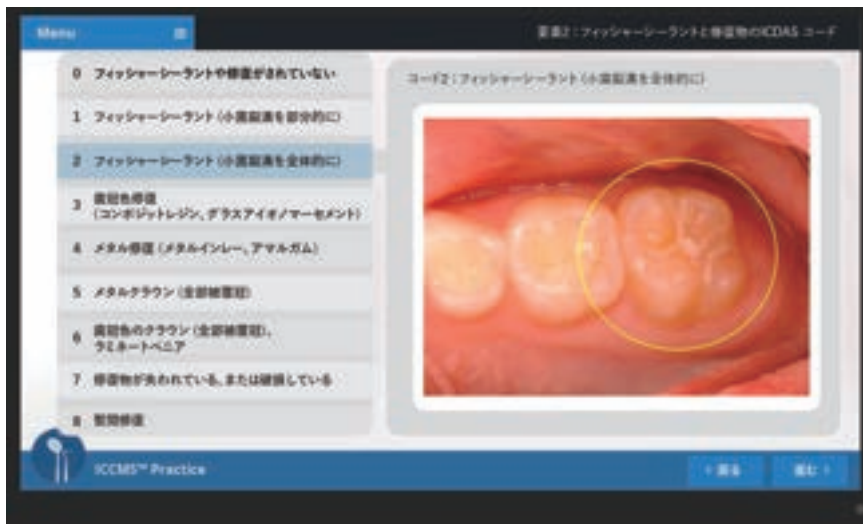 Menu
要素2：フィッシャーシーラントと修復物のICDAS コード
0 フィッシャーシーラントや修復がされていない
1 フィッシャーシーラント（小窩裂溝を部分的に）
2 フィッシャーシーラント（小窩裂溝を全体的に）
3 歯冠色修復
（コンポジットレジン、グラスアイオノマーセメント）
4 メタル修復（メタルインレー、アマルガム）
5 メタルクラウン（全部被覆冠）
6 歯冠色のクラウン（全部被覆冠）、
ラミネートベニア
7 修復物が失われている、または破損している
8 暫間修復
コード2：フィッシャーシーラント（小窩裂溝を全体的に）
ICCMS™ Practice
戻る
進む